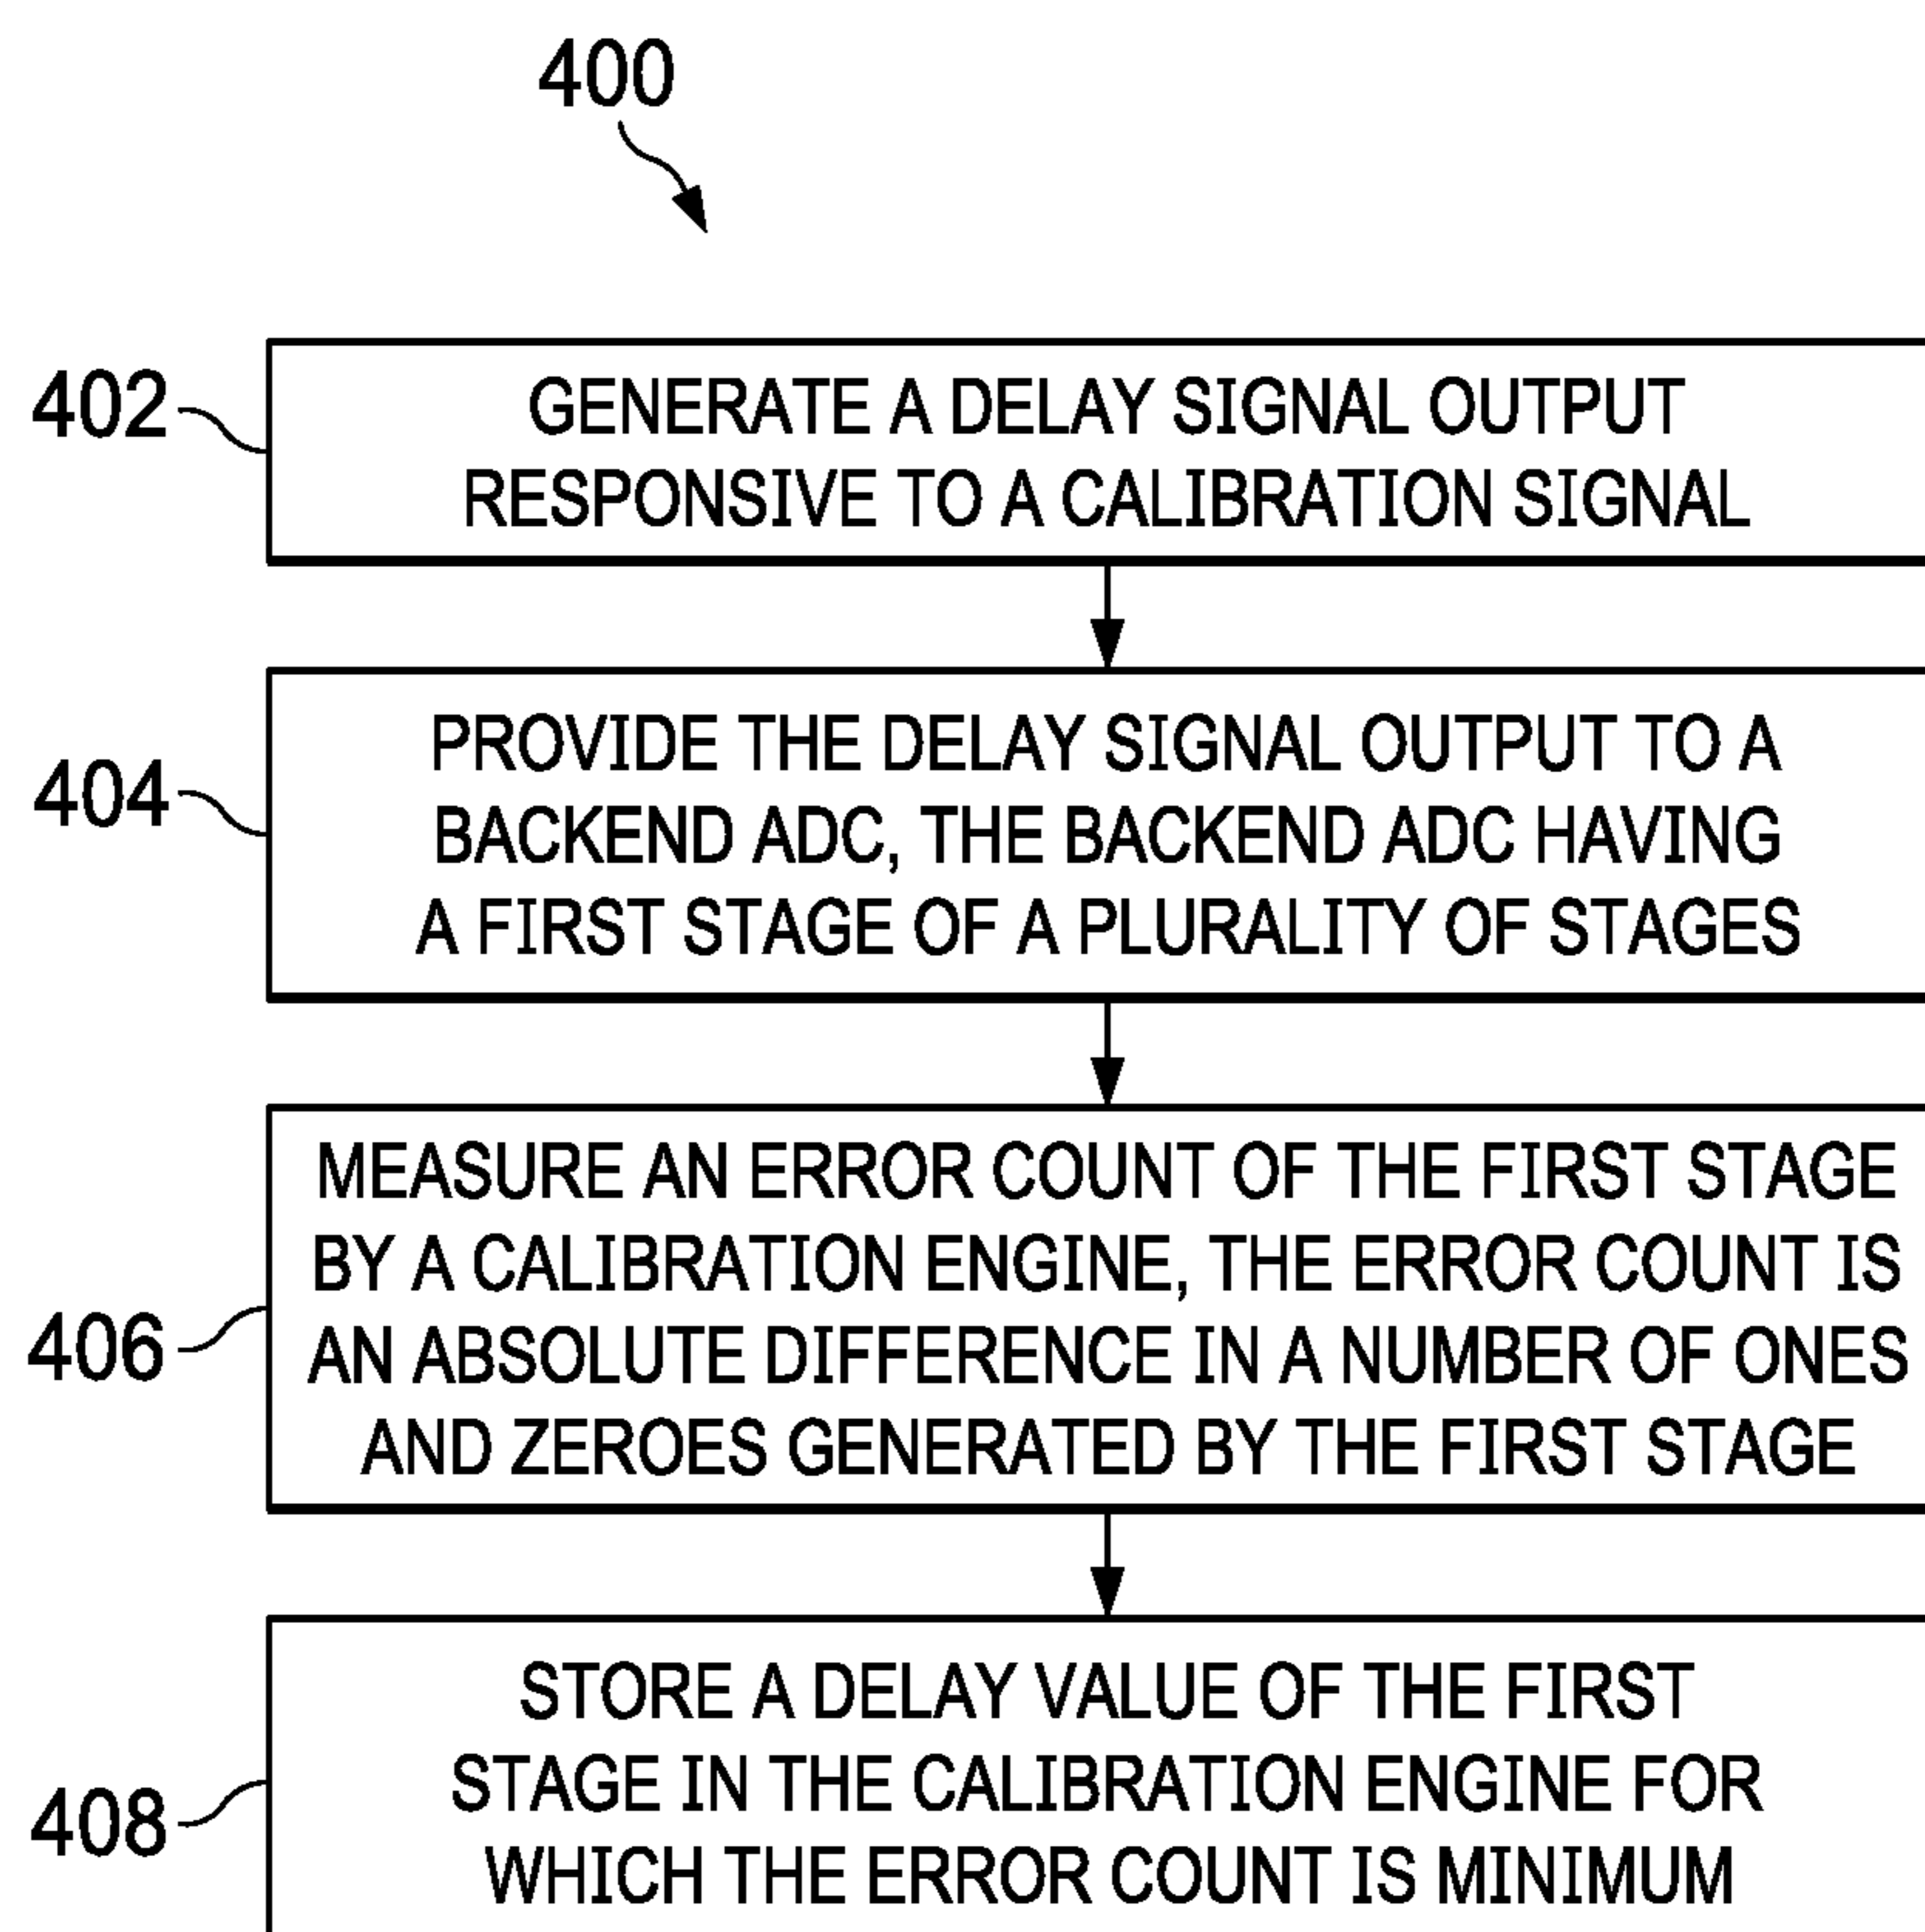 400
402
GENERATE A DELAY SIGNAL OUTPUT
RESPONSIVE TO A CALIBRATION SIGNAL
404
PROVIDE THE DELAY SIGNAL OUTPUT TO A
BACKEND ADC, THE BACKEND ADC HAVING
A FIRST STAGE OF A PLURALITY OF STAGES
406
MEASURE AN ERROR COUNT OF THE FIRST STAGE
BY A CALIBRATION ENGINE, THE ERROR COUNT IS
AN ABSOLUTE DIFFERENCE IN A NUMBER OF ONES
AND ZEROES GENERATED BY THE FIRST STAGE
408
STORE A DELAY VALUE OF THE FIRST
STAGE IN THE CALIBRATION ENGINE FOR
WHICH THE ERROR COUNT IS MINIMUM